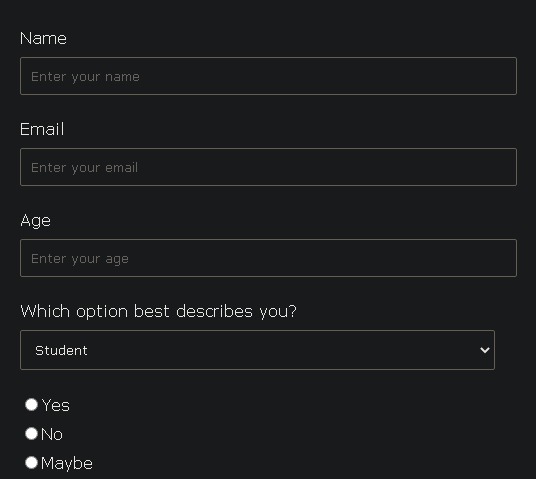 Name
Enter your name
Email
Enter your email
Age
Enter your age
Which option best describes you?
Student
Yes
No
Maybe